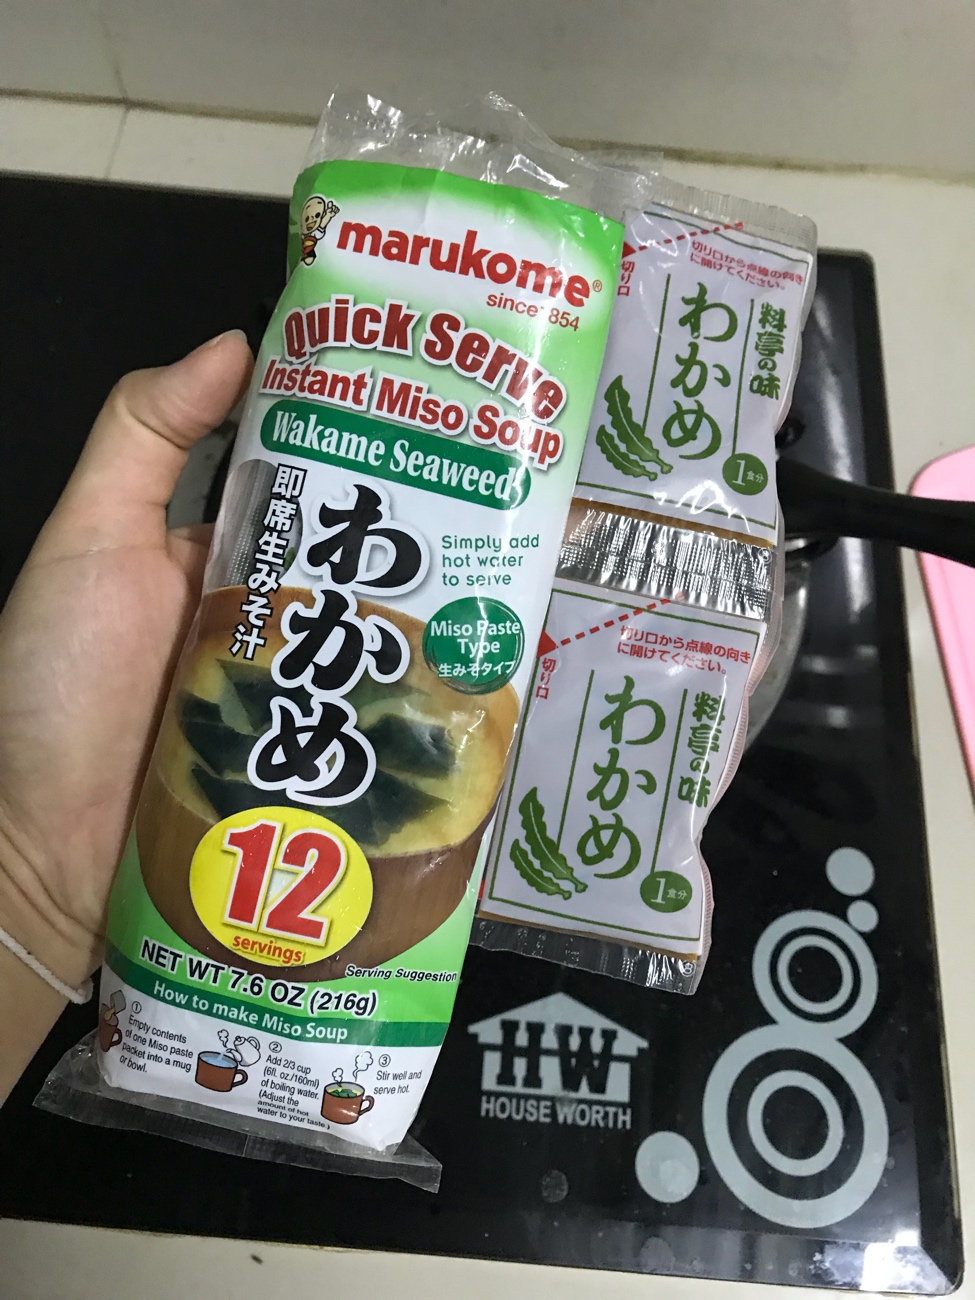 marukome®
since 1854
Quick Serve
Instant Miso Soup
Wakame Seaweed
即席生みそ汁
わかめ
Simply add
hot water
to serve
Miso Paste
Type
生みそタイプ
12
servings
NET WT 7.6 OZ (216g)
Serving Suggestion
How to make Miso Soup
①
Empty contents
of one Miso paste
packet into a mug
or bowl.
②
Add 2/3 cup
(6fl. oz./160ml)
of boiling water.
(Adjust the
amount of hot
water to your taste.)
③
Stir well and
serve hot.
切り口から点線の向き
に開けてください。
切り口
料亭の味
わかめ
1食分
切り口から点線の向き
に開けてください。
切り口
料亭の味
わかめ
1食分
HW
HOUSE WORTH